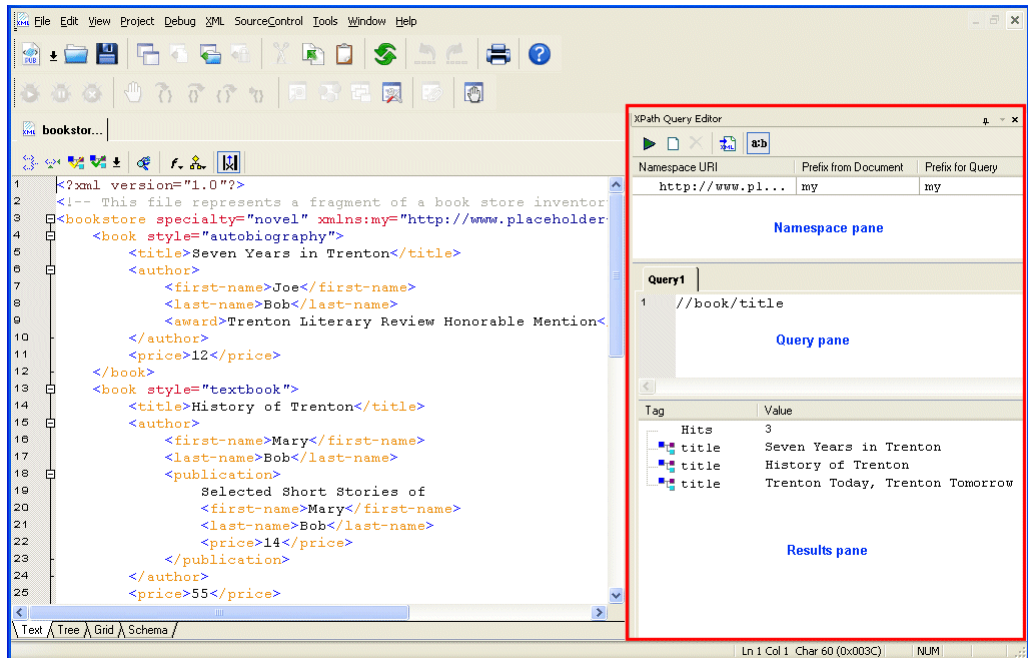 File Edit View Project Debug XML SourceControl Tools Window Help
PUB
bookstor...
1 <?xml version="1.0"?>
2 <!-- This file represents a fragment of a book store inventor
3 <bookstore specialty="novel" xmlns:my="http://www.placeholder-
4 <book style="autobiography">
5 <title>Seven Years in Trenton</title>
6 <author>
7 <first-name>Joe</first-name>
8 <last-name>Bob</last-name>
9 <award>Trenton Literary Review Honorable Mention<
10 </author>
11 <price>12</price>
12 </book>
13 <book style="textbook">
14 <title>History of Trenton</title>
15 <author>
16 <first-name>Mary</first-name>
17 <last-name>Bob</last-name>
18 <publication>
19 Selected Short Stories of
20 <first-name>Mary</first-name>
21 <last-name>Bob</last-name>
22 <price>14</price>
23 </publication>
24 </author>
25 <price>55</price>
Text Tree Grid Schema
XPath Query Editor
XML a:b
Namespace URI Prefix from Document Prefix for Query
http://www.pl... my my
Namespace pane
Query1
1 //book/title
Query pane
Tag Value
Hits 3
title Seven Years in Trenton
title History of Trenton
title Trenton Today, Trenton Tomorrow
Results pane
Ln 1 Col 1 Char 60 (0x003C) NUM